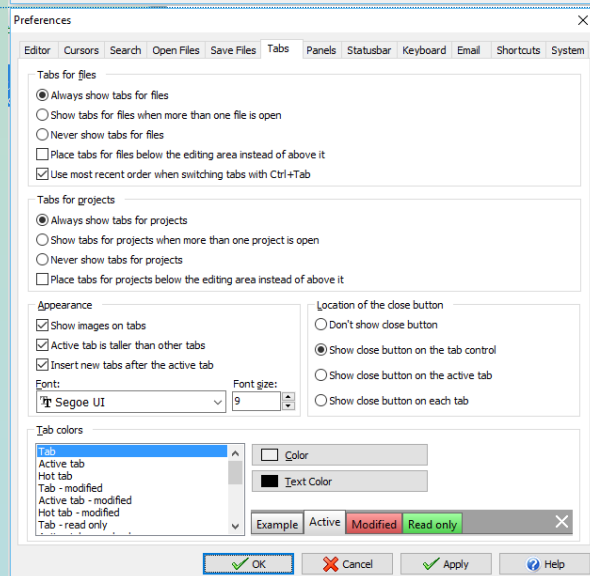 Preferences
Editor Cursors Search Open Files Save Files Tabs Panels Statusbar Keyboard Email Shortcuts System
Tabs for files
Always show tabs for files
Show tabs for files when more than one file is open
Never show tabs for files
Place tabs for files below the editing area instead of above it
Use most recent order when switching tabs with Ctrl+Tab
Tabs for projects
Always show tabs for projects
Show tabs for projects when more than one project is open
Never show tabs for projects
Place tabs for projects below the editing area instead of above it
Appearance
Show images on tabs
Active tab is taller than other tabs
Insert new tabs after the active tab
Font: Font size:
Segoe UI 9
Location of the close button
Don't show close button
Show close button on the tab control
Show close button on the active tab
Show close button on each tab
Tab colors
Tab
Active tab
Hot tab
Tab - modified
Active tab - modified
Hot tab - modified
Tab - read only
Color
Text Color
Example Active Modified Read only
OK Cancel Apply Help